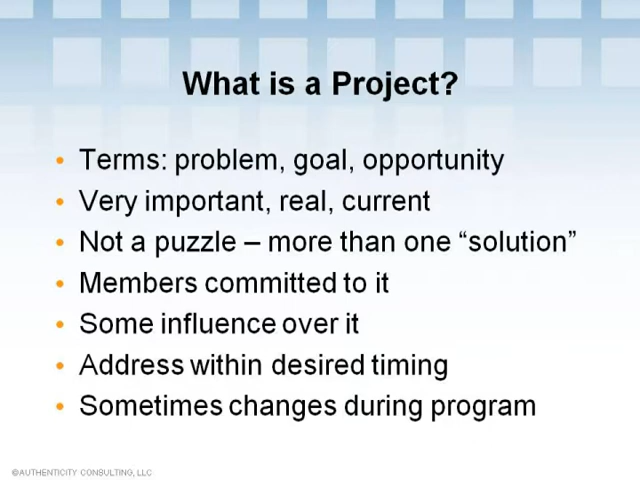 What is a Project?
• Terms: problem, goal, opportunity
• Very important, real, current
• Not a puzzle – more than one “solution”
• Members committed to it
• Some influence over it
• Address within desired timing
• Sometimes changes during program
©AUTHENTICITY CONSULTING, LLC